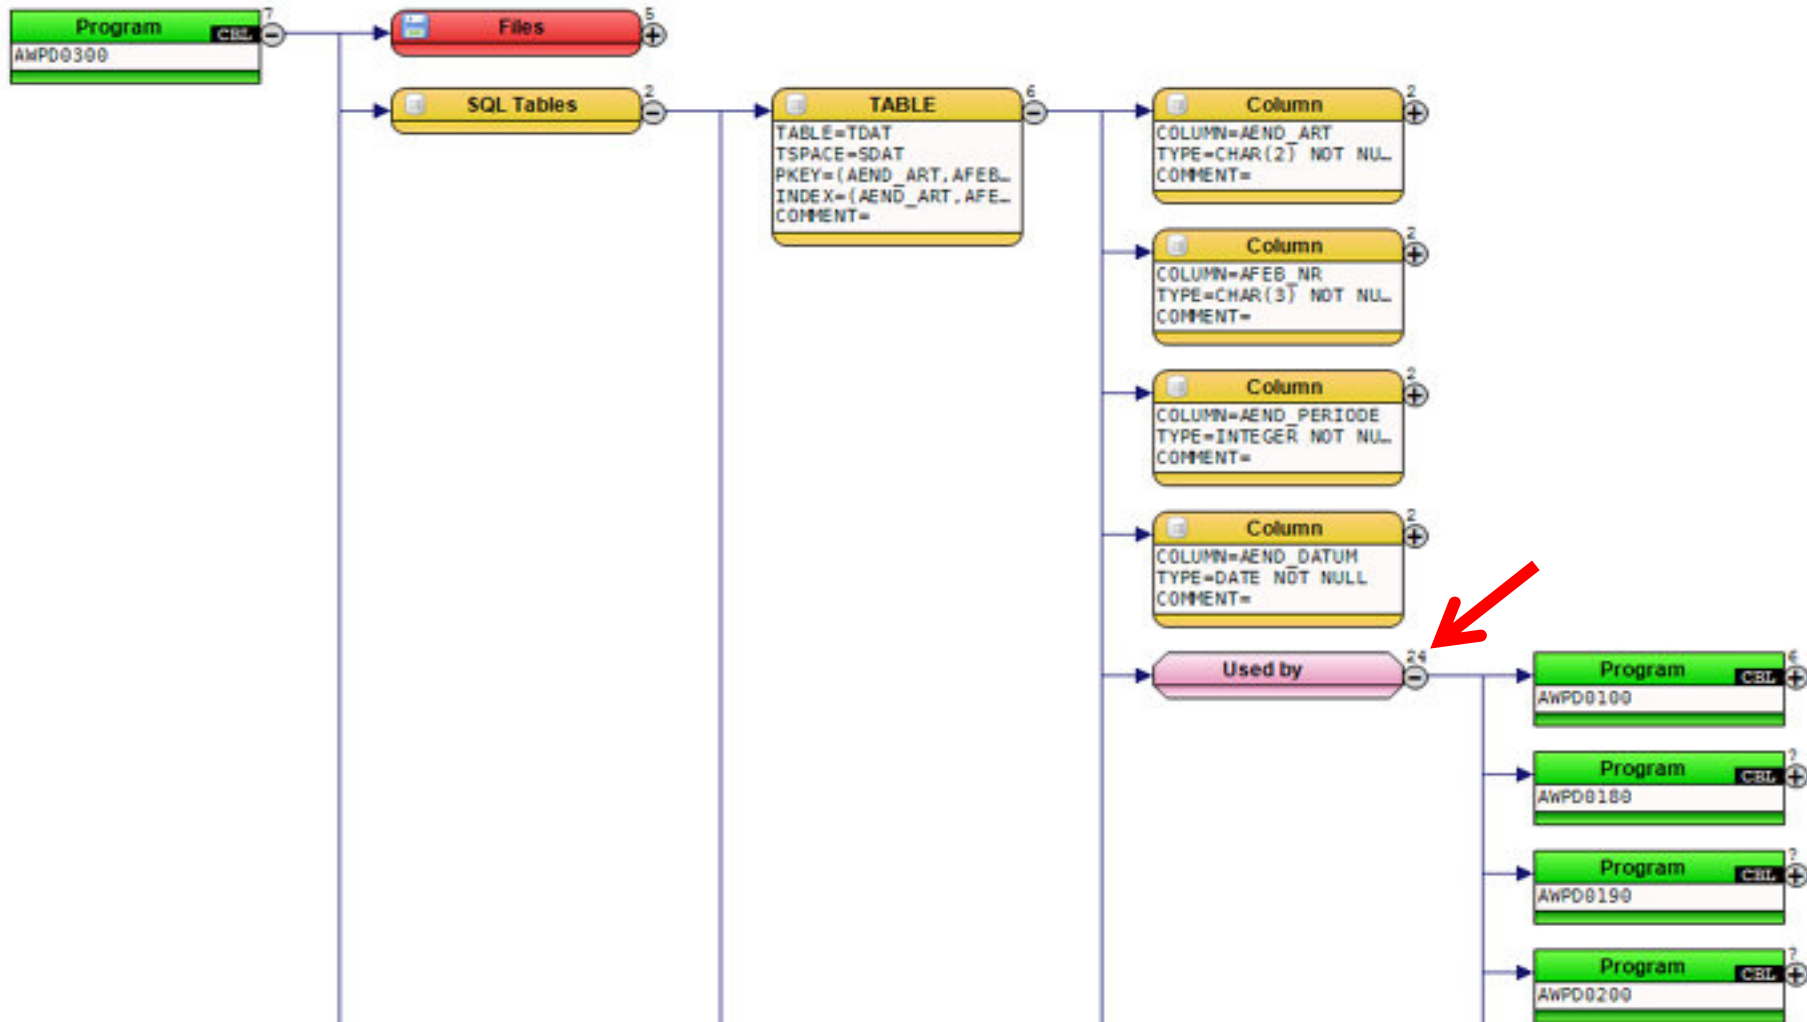 Program CBL 7
AWPD0300
Files 5
SQL Tables 2
TABLE 6
TABLE=TDAT
TSPACE=SDAT
PKEY=(AEND_ART,AFEB…
INDEX=(AEND_ART,AFE…
COMMENT=
Column 2
COLUMN=AEND_ART
TYPE=CHAR(2) NOT NU…
COMMENT=
Column 2
COLUMN=AFEB_NR
TYPE=CHAR(3) NOT NU…
COMMENT=
Column 2
COLUMN=AEND_PERIODE
TYPE=INTEGER NOT NU…
COMMENT=
Column 2
COLUMN=AEND_DATUM
TYPE=DATE NOT NULL
COMMENT=
Used by 24
Program CBL 6
AWPD0100
Program CBL
AWPD0180
Program CBL
AWPD0190
Program CBL
AWPD0200